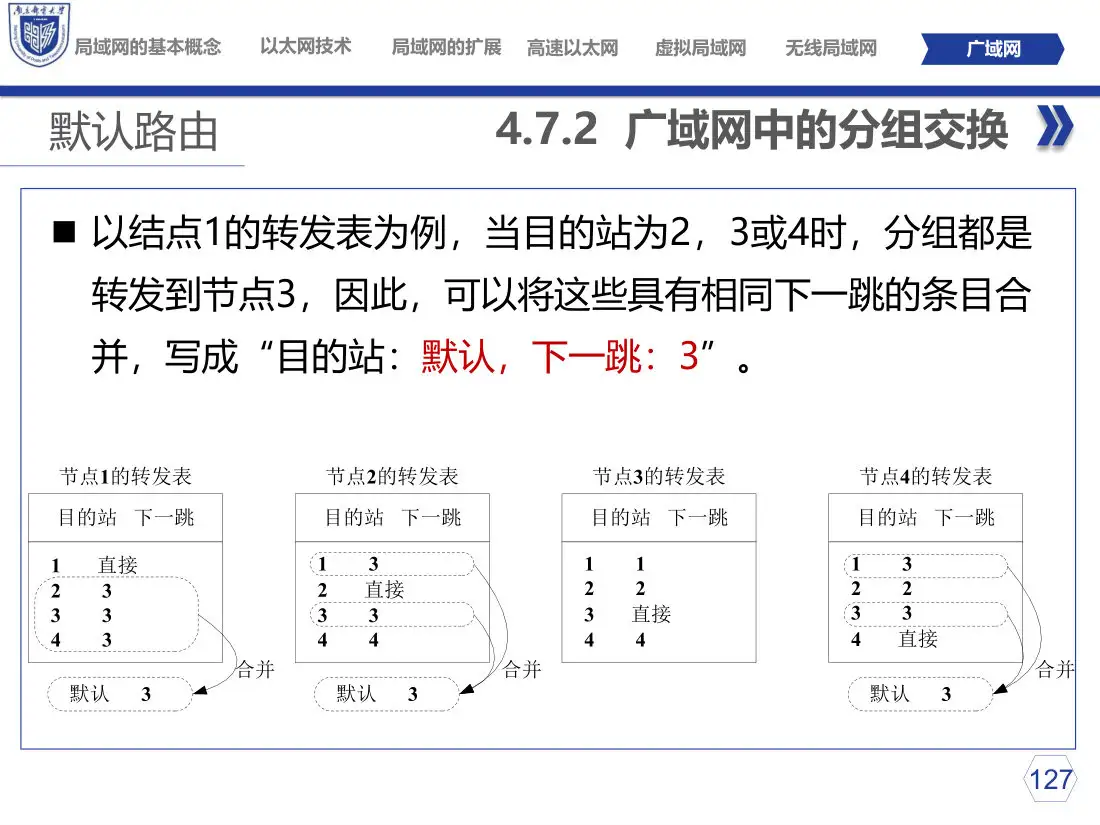 南京邮电大学
局域网的基本概念 以太网技术 局域网的扩展 高速以太网 虚拟局域网 无线局域网 广域网
默认路由
4.7.2 广域网中的分组交换
■ 以结点1的转发表为例，当目的站为2，3或4时，分组都是
转发到节点3，因此，可以将这些具有相同下一跳的条目合
并，写成“目的站：默认，下一跳：3”。
节点1的转发表
目的站 下一跳
1 直接
2 3
3 3
4 3
合并
默认 3
节点2的转发表
目的站 下一跳
1 3
2 直接
3 3
4 4
合并
默认 3
节点3的转发表
目的站 下一跳
1 1
2 2
3 直接
4 4
节点4的转发表
目的站 下一跳
1 3
2 2
3 3
4 直接
合并
默认 3
127